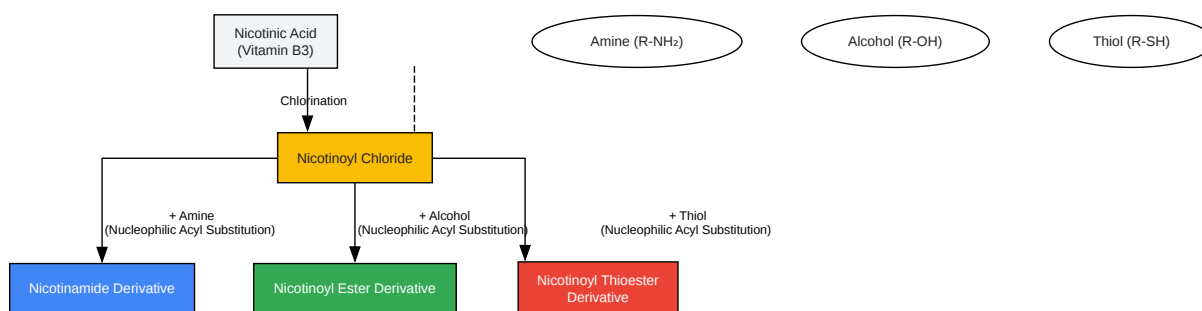 Nicotinic Acid
(Vitamin B3)
Amine (R-NH₂)
Alcohol (R-OH)
Thiol (R-SH)
Chlorination
Nicotinoyl Chloride
+ Amine
(Nucleophilic Acyl Substitution)
+ Alcohol
(Nucleophilic Acyl Substitution)
+ Thiol
(Nucleophilic Acyl Substitution)
Nicotinamide Derivative
Nicotinoyl Ester Derivative
Nicotinoyl Thioester
Derivative